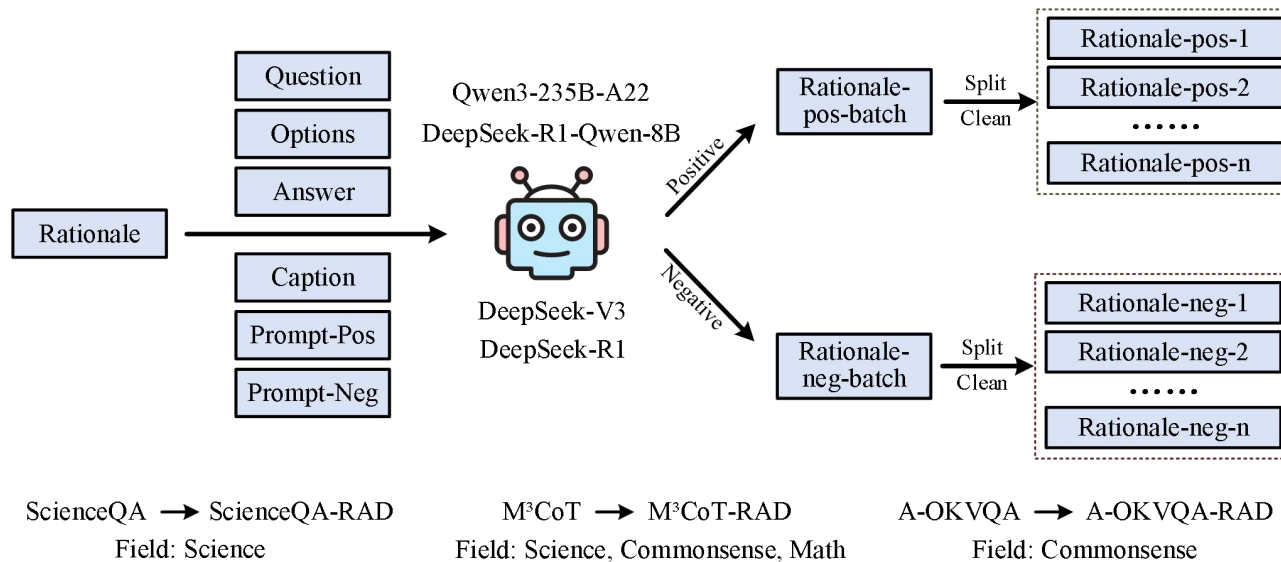 Rationale
Question
Options
Answer
Caption
Prompt-Pos
Prompt-Neg
Qwen3-235B-A22
DeepSeek-R1-Qwen-8B
DeepSeek-V3
DeepSeek-R1
Positive
Negative
Rationale-
pos-batch
Split
Clean
Rationale-pos-1
Rationale-pos-2
......
Rationale-pos-n
Rationale-
neg-batch
Split
Clean
Rationale-neg-1
Rationale-neg-2
......
Rationale-neg-n
ScienceQA → ScienceQA-RAD
Field: Science
M³CoT → M³CoT-RAD
Field: Science, Commonsense, Math
A-OKVQA → A-OKVQA-RAD
Field: Commonsense